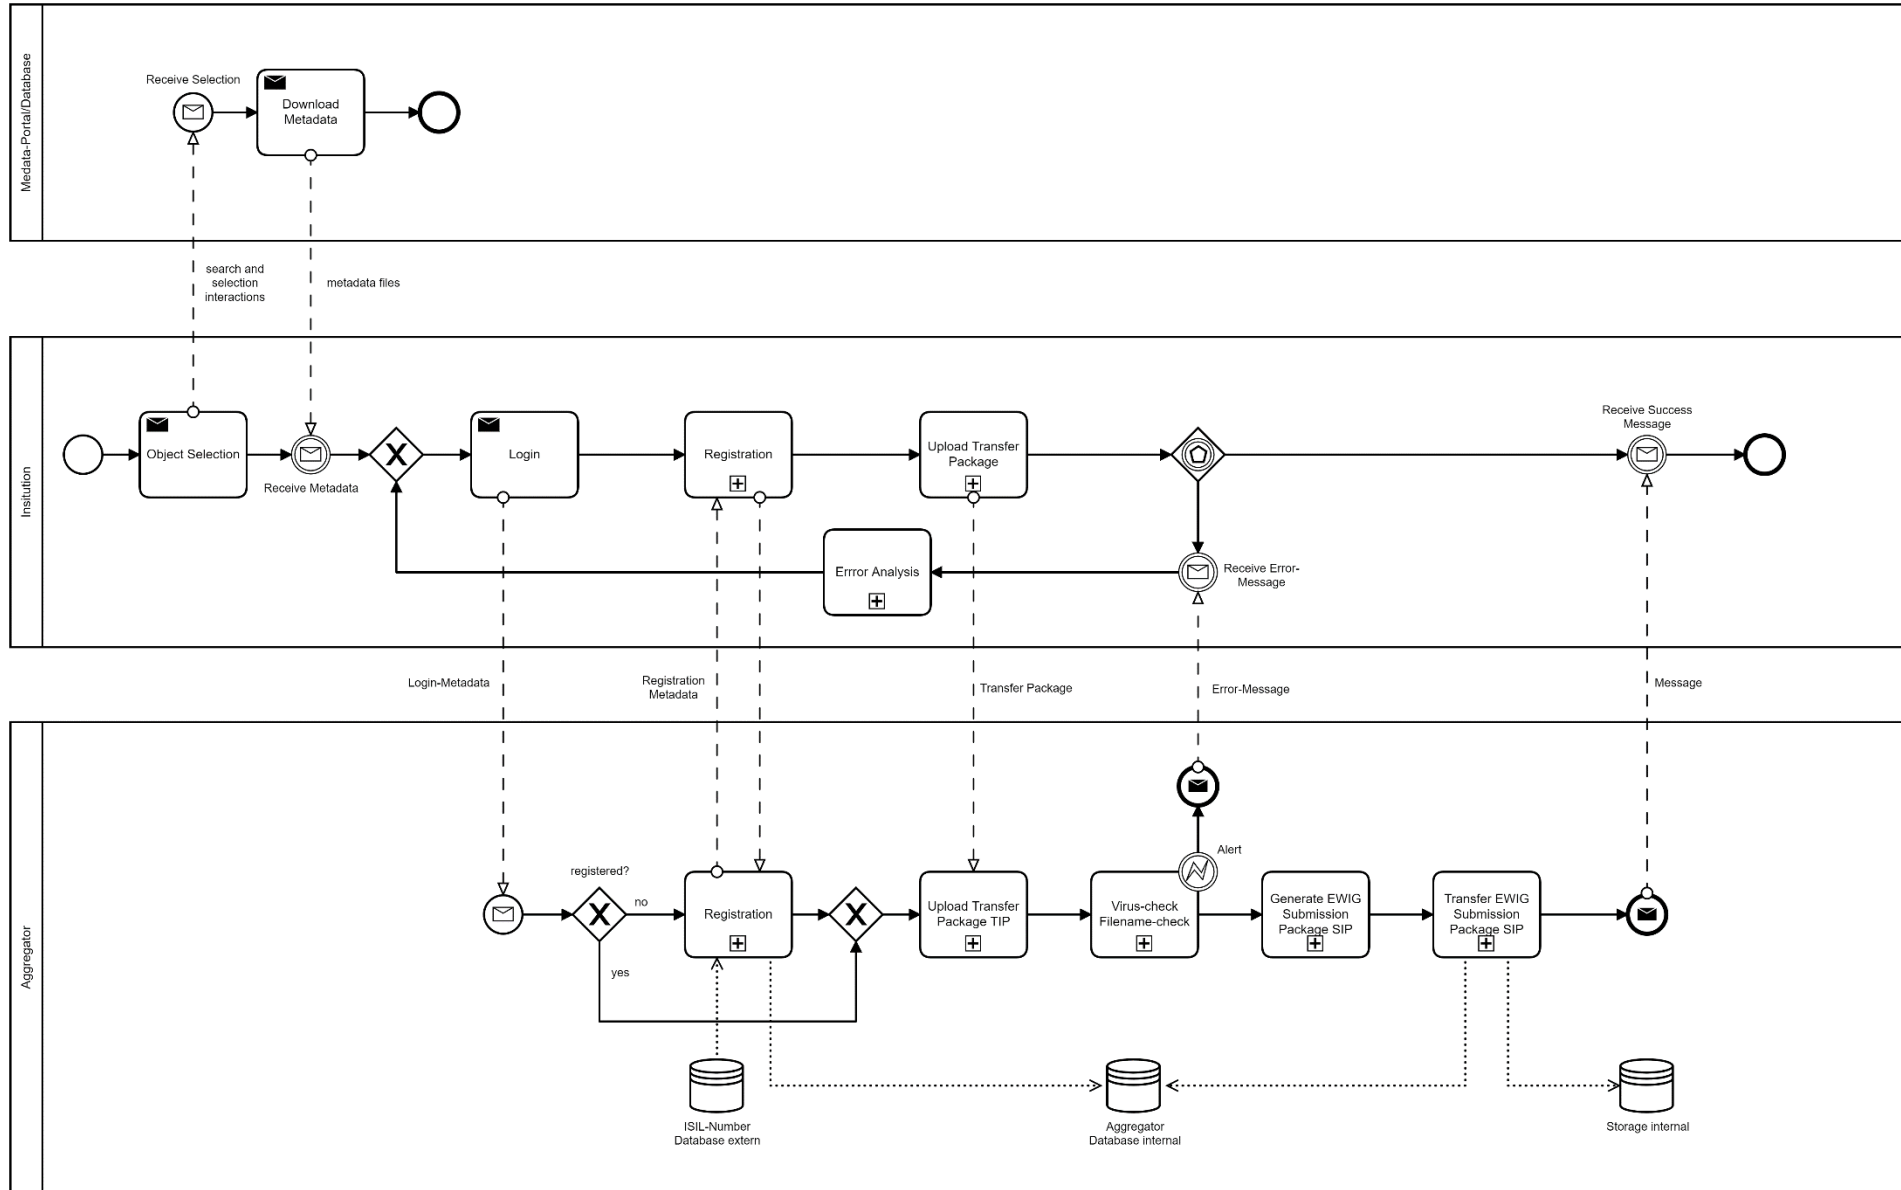 Medata-Portal/Database
Receive Selection
Download
Metadata
search and
selection
interactions
metadata files
Insitution
Object Selection
Receive Metadata
Login
Registration
Upload Transfer
Package
Receive Success
Message
Errror Analysis
Receive Error-
Message
Login-Metadata
Registration
Metadata
Transfer Package
Error-Message
Message
Aggregator
registered?
no
yes
Registration
Upload Transfer
Package TIP
Alert
Virus-check
Filename-check
Generate EWIG
Submission
Package SIP
Transfer EWIG
Submission
Package SIP
ISIL-Number
Database extern
Aggregator
Database internal
Storage internal